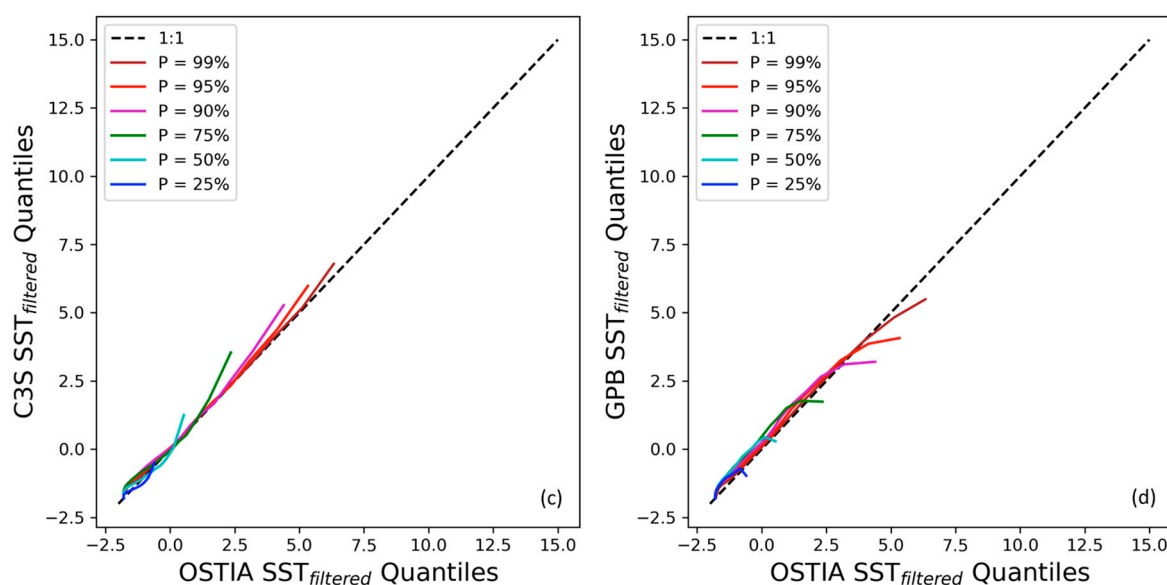 15.0
12.5
10.0
7.5
5.0
2.5
0.0
−2.5
C3S SST_filtered Quantiles
1:1
P = 99%
P = 95%
P = 90%
P = 75%
P = 50%
P = 25%
(c)
−2.5 0.0 2.5 5.0 7.5 10.0 12.5 15.0
OSTIA SST_filtered Quantiles
15.0
12.5
10.0
7.5
5.0
2.5
0.0
−2.5
GPB SST_filtered Quantiles
1:1
P = 99%
P = 95%
P = 90%
P = 75%
P = 50%
P = 25%
(d)
−2.5 0.0 2.5 5.0 7.5 10.0 12.5 15.0
OSTIA SST_filtered Quantiles